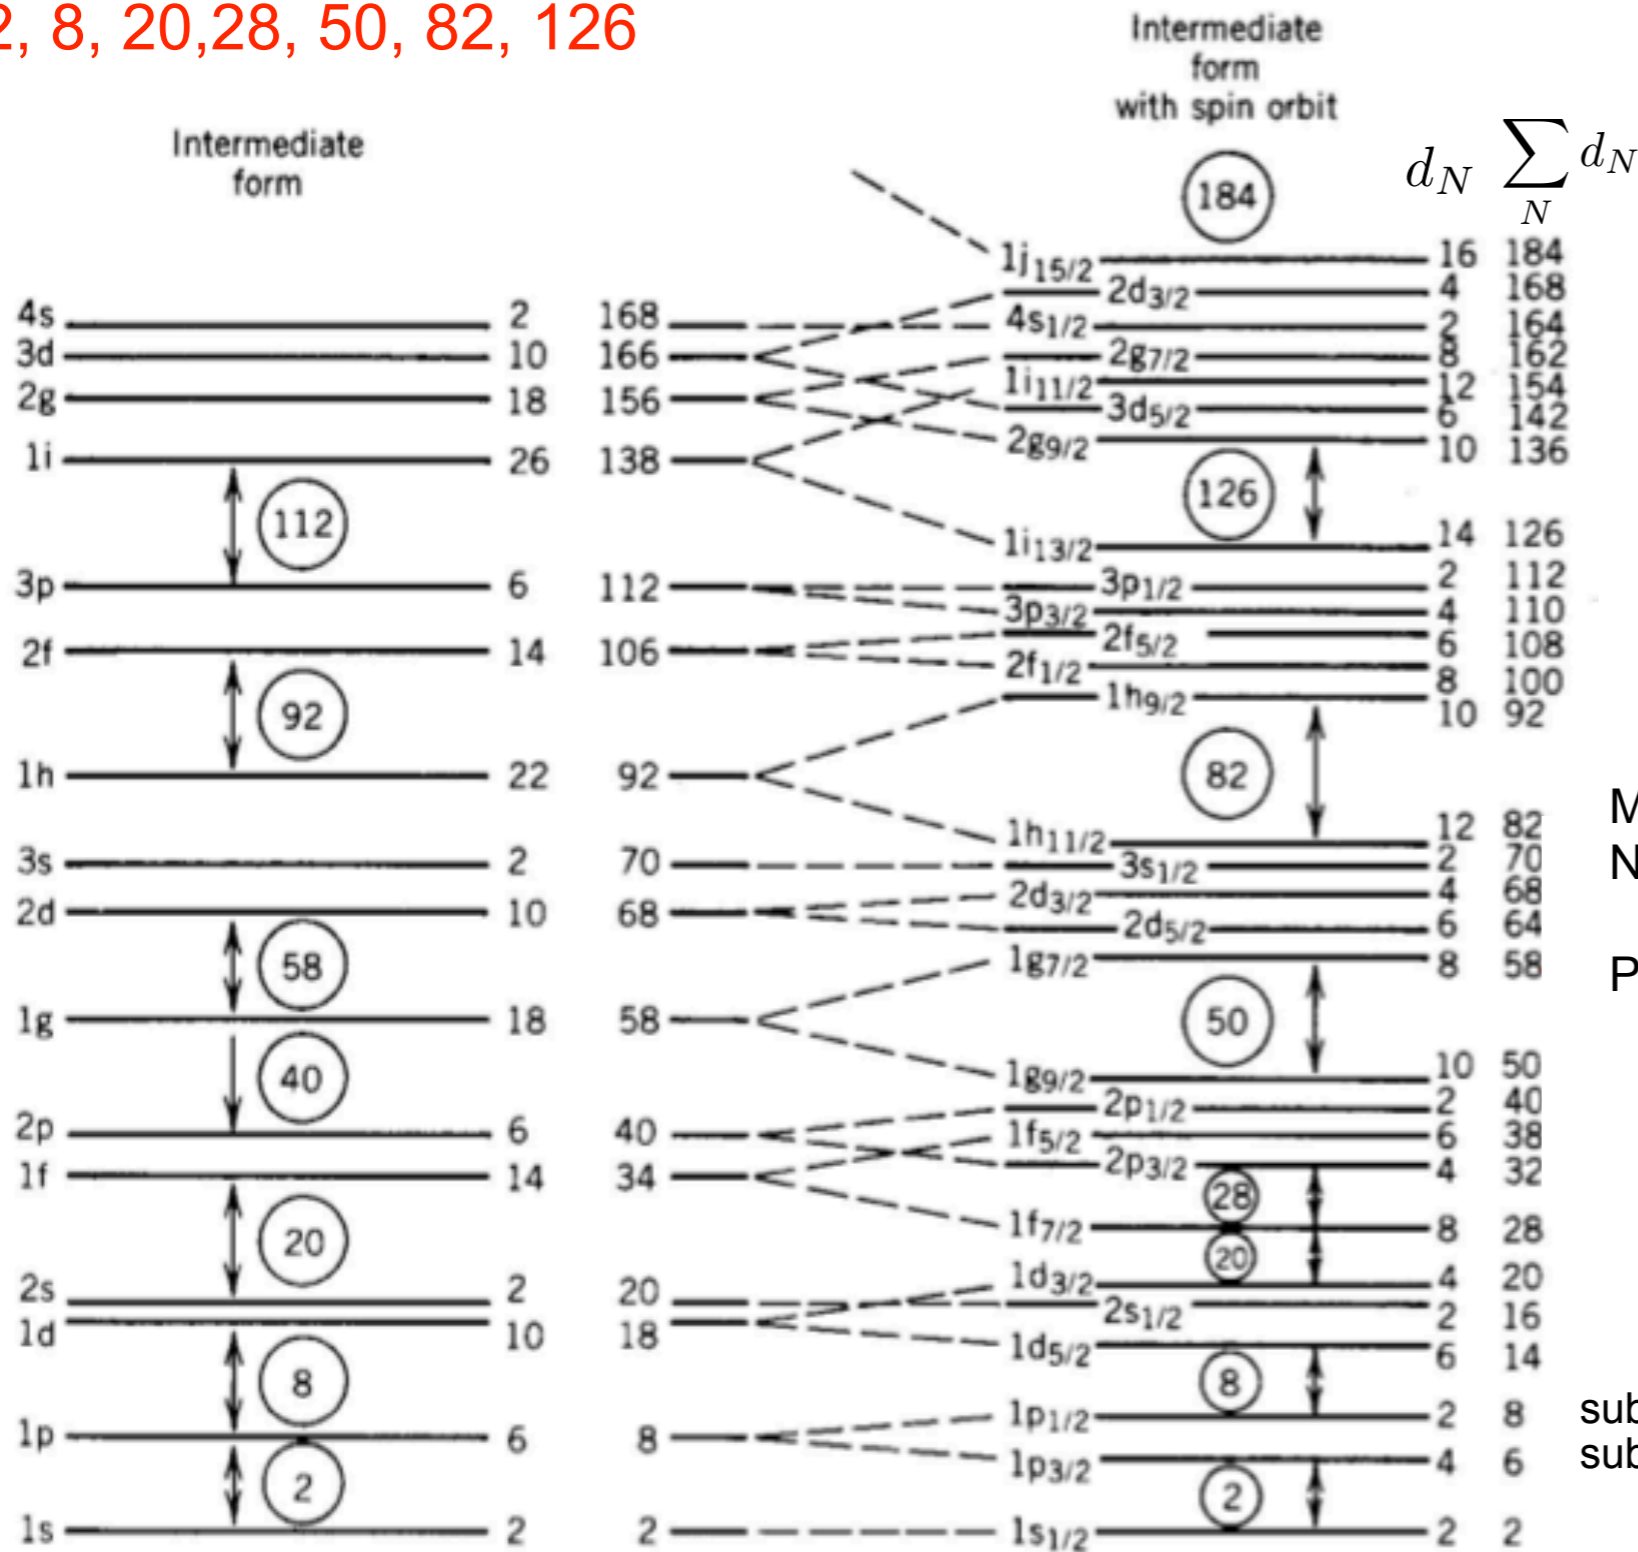 2, 8, 20,28, 50, 82, 126
Intermediate
form
Intermediate
form
with spin orbit
d_N ∑_N d_N
184
1j15/2 16 184
2d3/2 4 168
4s 2 168 4s1/2 2 164
3d 10 166 2g7/2 8 162
1i11/2 12 154
2g 18 156 3d5/2 6 142
2g9/2 10 136
1i 26 138
126
112
1i13/2 14 126
3p 6 112 3p1/2 2 112
3p3/2 4 110
2f 14 106 2f5/2 6 108
2f1/2 8 100
1h9/2 10 92
92
82
1h 22 92
M
1h11/2 12 82
3s 2 70 3s1/2 2 70
N
2d3/2 4 68
2d 10 68 2d5/2 6 64
1g7/2 8 58
P
58
1g 18 58
50
40
1g9/2 10 50
2p1/2 2 40
2p 6 40 1f5/2 6 38
2p3/2 4 32
1f 14 34
28
1f7/2 8 28
20
20
1d3/2 4 20
2s 2 20 2s1/2 2 16
1d 10 18
1d5/2 6 14
8
8
1p1/2 2 8 sub
1p 6 8
1p3/2 4 6 sub
2
2
1s 2 2 1s1/2 2 2